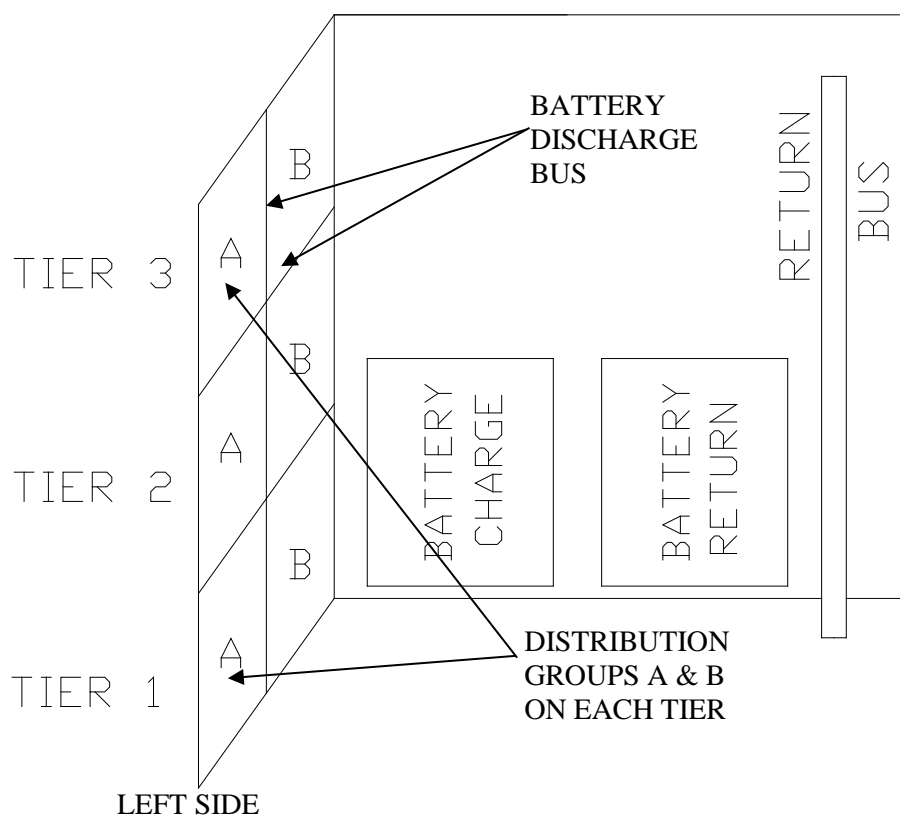 BATTERY
DISCHARGE
BUS
RETURN
BUS
B
A
TIER 3
B
BATTERY
CHARGE
BATTERY
RETURN
A
TIER 2
B
A
TIER 1
DISTRIBUTION
GROUPS A & B
ON EACH TIER
LEFT SIDE